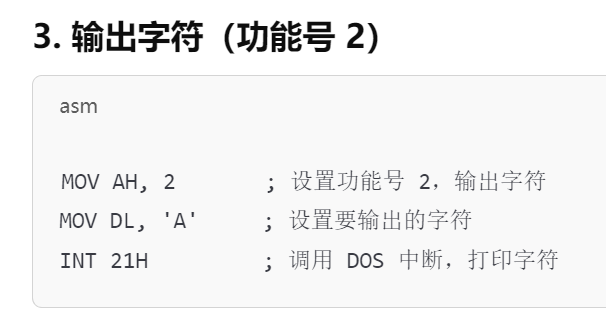 3. 输出字符（功能号 2）
asm
MOV AH, 2       ; 设置功能号 2，输出字符
MOV DL, 'A'     ; 设置要输出的字符
INT 21H         ; 调用 DOS 中断，打印字符